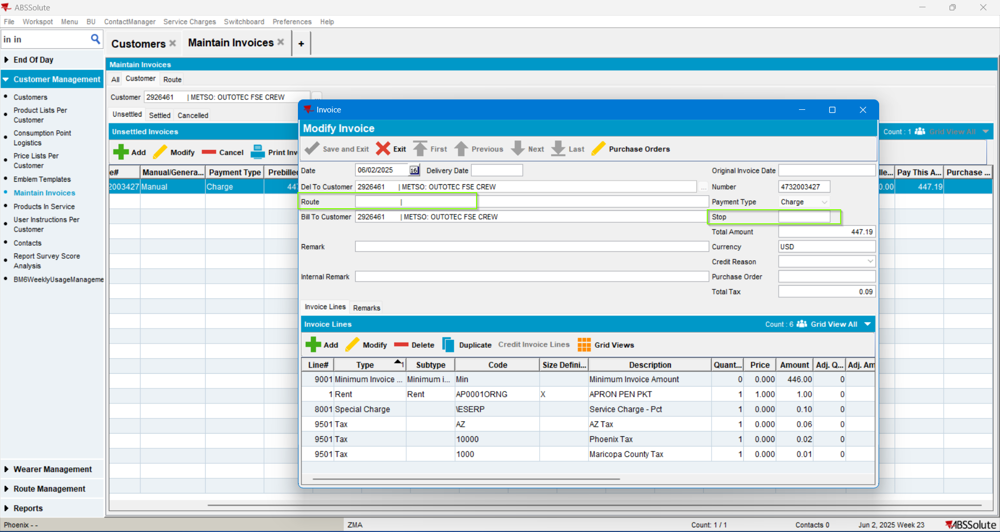 ABSSolute
File Workspot Menu BU ContactManager Service Charges Switchboard Preferences Help
in in
Customers
Maintain Invoices
+
End Of Day
Customer Management
Customers
Product Lists Per
Customer
Consumption Point
Logistics
Price Lists Per
Customer
Emblem Templates
Maintain Invoices
Products In Service
User Instructions Per
Customer
Contacts
Report Survey Score
Analysis
BM6WeeklyUsageManageme
Wearer Management
Route Management
Reports
Maintain Invoices
All Customer Route
Customer 2926461 | METSO: OUTOTEC FSE CREW ...
Unsettled Settled Cancelled
Unsettled Invoices
Count : 1 Grid View All
Add Modify Cancel Print Inv
e# Manual/Genera... Payment Type Prebille
lle... Pay This A... Purchase ...
2003427 Manual Charge 447
0.00 447.19
Invoice
Modify Invoice
Save and Exit Exit First Previous Next Last Purchase Orders
Date 06/02/2025 16 Delivery Date Original Invoice Date
Del To Customer 2926461 | METSO: OUTOTEC FSE CREW ... Number 4732003427
Route | Payment Type Charge
Bill To Customer 2926461 | METSO: OUTOTEC FSE CREW Stop
Total Amount 447.19
Remark Currency USD
Credit Reason
Internal Remark Purchase Order
Total Tax 0.09
Invoice Lines Remarks
Invoice Lines Count : 6 Grid View All
Add Modify Delete Duplicate Credit Invoice Lines Grid Views
Line# Type 1 Subtype Code Size Defini... Description Quant... Price Amount Adj. Q... Adj. Am
9001 Minimum Invoice ... Minimum i... Min Minimum Invoice Amount 0 0.000 446.00 0
1 Rent Rent AP0001ORNG X APRON PEN PKT 1 1.000 1.00 0
8001 Special Charge \ESERP Service Charge - Pct 1 0.000 0.10 0
9501 Tax AZ AZ Tax 1 0.000 0.06 0
9501 Tax 10000 Phoenix Tax 1 0.000 0.02 0
9501 Tax 1000 Maricopa County Tax 1 0.000 0.01 0
Phoenix - - ZMA Count: 1 / 1 Contacts 0 Jun 2, 2025 Week 23 ABSSolute